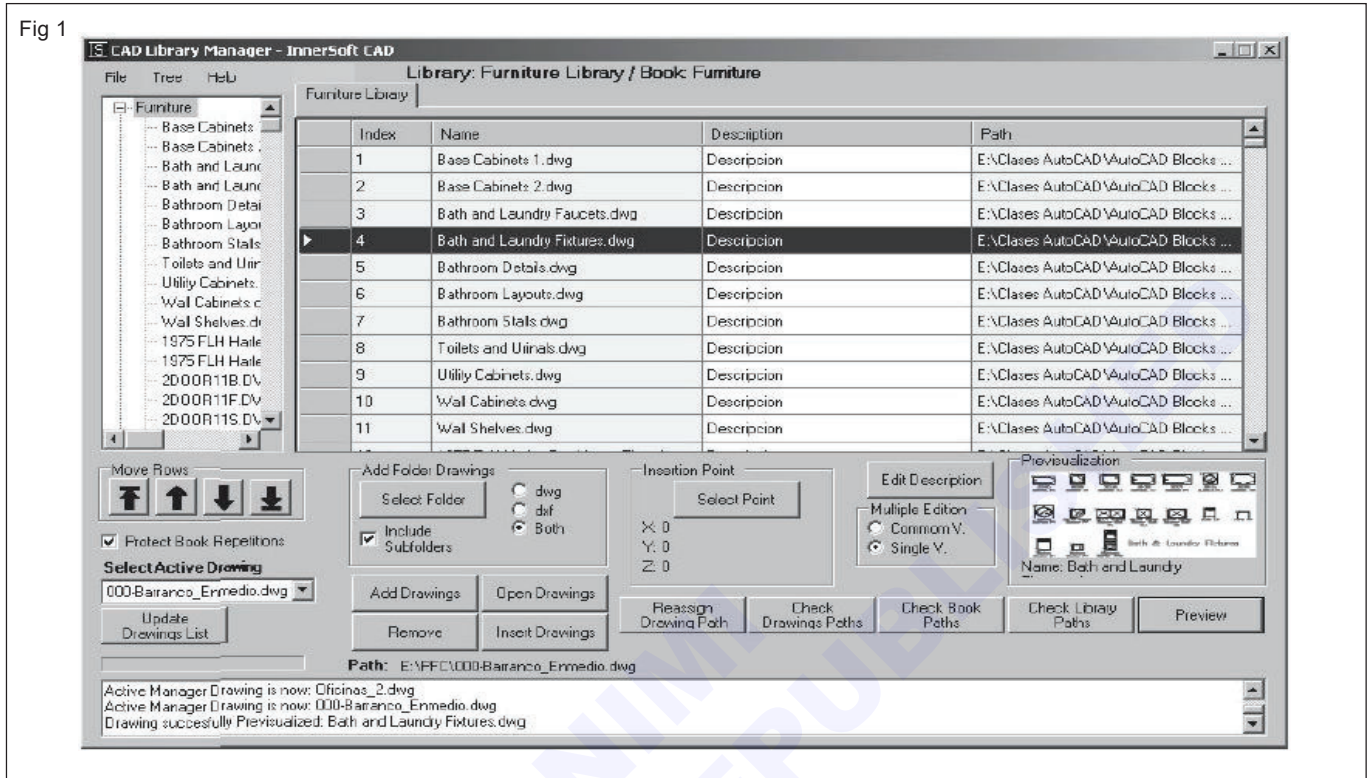 Fig 1
CAD Library Manager - InnerSoft CAD
File Tree Help
Library: Furniture Library / Book: Furniture
Furniture Library
Furniture
Base Cabinets
Base Cabinets
Bath and Laund
Bath and Laund
Bathroom Detai
Bathroom Layou
Bathroom Stalls
Toilets and Urin
Utility Cabinets.
Wall Cabinets.d
Wall Shelves.d
1975 FLH Harle
1975 FLH Harle
2DOOR11B.DV
2DOOR11F.DV
2DOOR11S.DV
Index Name Description Path
1 Base Cabinets 1.dwg Descripcion E:\Clases AutoCAD\AutoCAD Blocks ...
2 Base Cabinets 2.dwg Descripcion E:\Clases AutoCAD\AutoCAD Blocks ...
3 Bath and Laundry Faucets.dwg Descripcion E:\Clases AutoCAD\AutoCAD Blocks ...
4 Bath and Laundry Fixtures.dwg Descripcion E:\Clases AutoCAD\AutoCAD Blocks ...
5 Bathroom Details.dwg Descripcion E:\Clases AutoCAD\AutoCAD Blocks ...
6 Bathroom Layouts.dwg Descripcion E:\Clases AutoCAD\AutoCAD Blocks ...
7 Bathroom Stalls.dwg Descripcion E:\Clases AutoCAD\AutoCAD Blocks ...
8 Toilets and Urinals.dwg Descripcion E:\Clases AutoCAD\AutoCAD Blocks ...
9 Utility Cabinets.dwg Descripcion E:\Clases AutoCAD\AutoCAD Blocks ...
10 Wall Cabinets.dwg Descripcion E:\Clases AutoCAD\AutoCAD Blocks ...
11 Wall Shelves.dwg Descripcion E:\Clases AutoCAD\AutoCAD Blocks ...
Move Rows
Protect Book Repetitions
Select Active Drawing
000-Barranco_Enmedio.dwg
Update
Drawings List
Add Folder Drawings
Select Folder
Include
Subfolders
dwg
dxf
Both
Add Drawings Open Drawings
Remove Insert Drawings
Insertion Point
Select Point
X: 0
Y: 0
Z: 0
Edit Description
Multiple Edition
Commom V.
Single V.
Previsualization
Bath & Laundry Fixtures
Name: Bath and Laundry
Reassign
Drawing Path
Check
Drawings Paths
Check Book
Paths
Check Library
Paths
Preview
Path: E:\PFC\000-Barranco_Enmedio.dwg
Active Manager Drawing is now: Oficinas_2.dwg
Active Manager Drawing is now: 000-Barranco_Enmedio.dwg
Drawing succesfully Previsualized: Bath and Laundry Fixtures.dwg
NIMI
REPUBLISHED